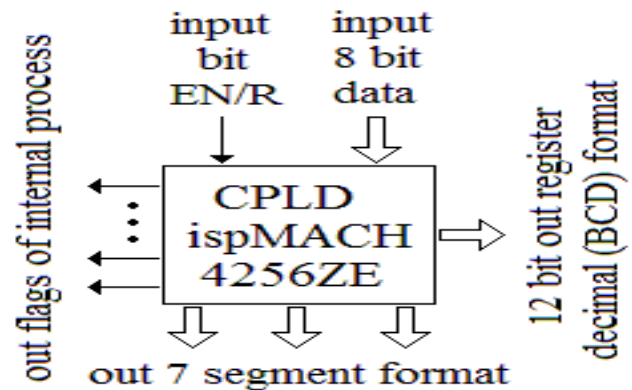 input
bit
EN/R
input
8 bit
data
out flags of internal process
CPLD
ispMACH
4256ZE
12 bit out register
decimal (BCD) format
out 7 segment format